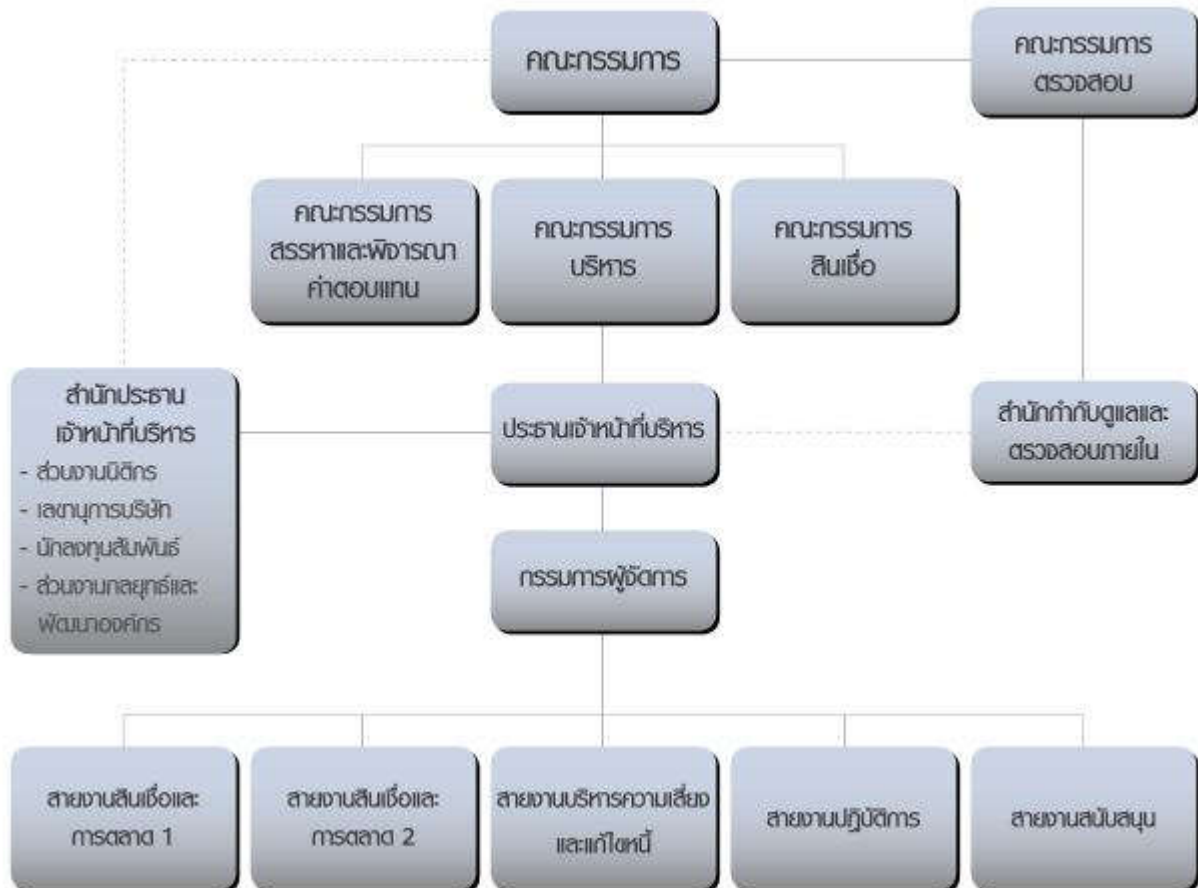 คณะกรรมการ
คณะกรรมการ
ตรวจสอบ
คณะกรรมการ
สรรหาและพิจารณา
ค่าตอบแทน
คณะกรรมการ
บริหาร
คณะกรรมการ
สินเชื่อ
สำนักประธาน
เจ้าหน้าที่บริหาร
- ส่วนงานนิติกร
- เลขานุการบริษัท
- นักลงทุนสัมพันธ์
- ส่วนงานกลยุทธ์และ
พัฒนาองค์กร
ประธานเจ้าหน้าที่บริหาร
สำนักกำกับดูแลและ
ตรวจสอบภายใน
กรรมการผู้จัดการ
สายงานสินเชื่อและ
การตลาด 1
สายงานสินเชื่อและ
การตลาด 2
สายงานบริหารความเสี่ยง
และแก้ไขหนี้
สายงานปฏิบัติการ
สายงานสนับสนุน